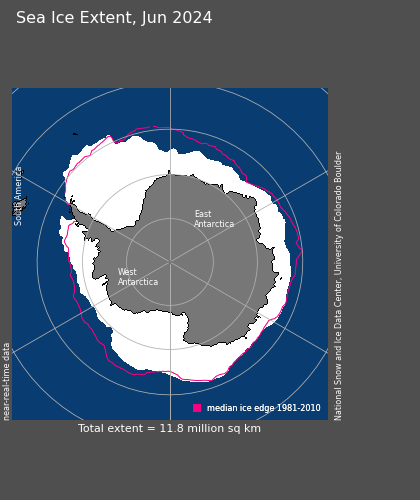 Sea Ice Extent, Jun 2024
South America
East
Antarctica
West
Antarctica
near-real-time data
National Snow and Ice Data Center, University of Colorado Boulder
median ice edge 1981-2010
Total extent = 11.8 million sq km